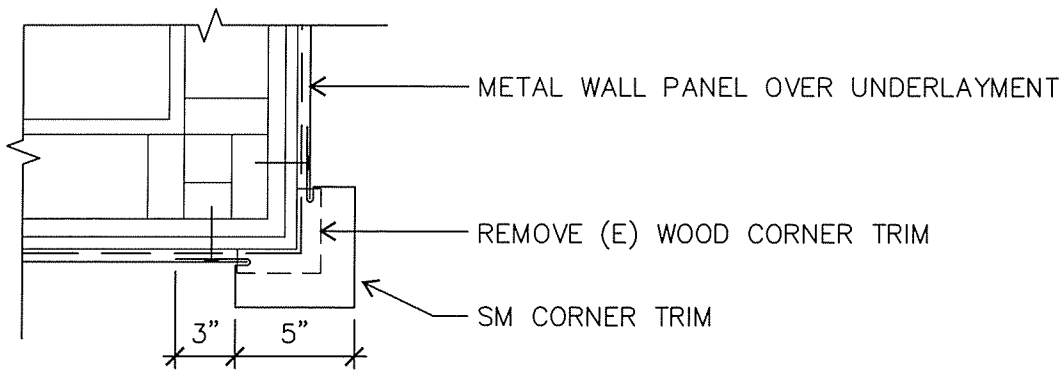 METAL WALL PANEL OVER UNDERLAYMENT
REMOVE (E) WOOD CORNER TRIM
SM CORNER TRIM
3" 5"